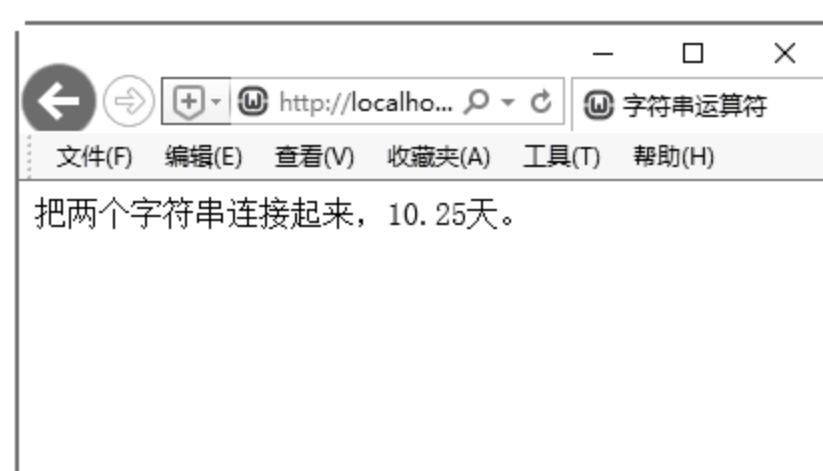 http://localho... 字符串运算符
文件(F) 编辑(E) 查看(V) 收藏夹(A) 工具(T) 帮助(H)
把两个字符串连接起来，10.25天。